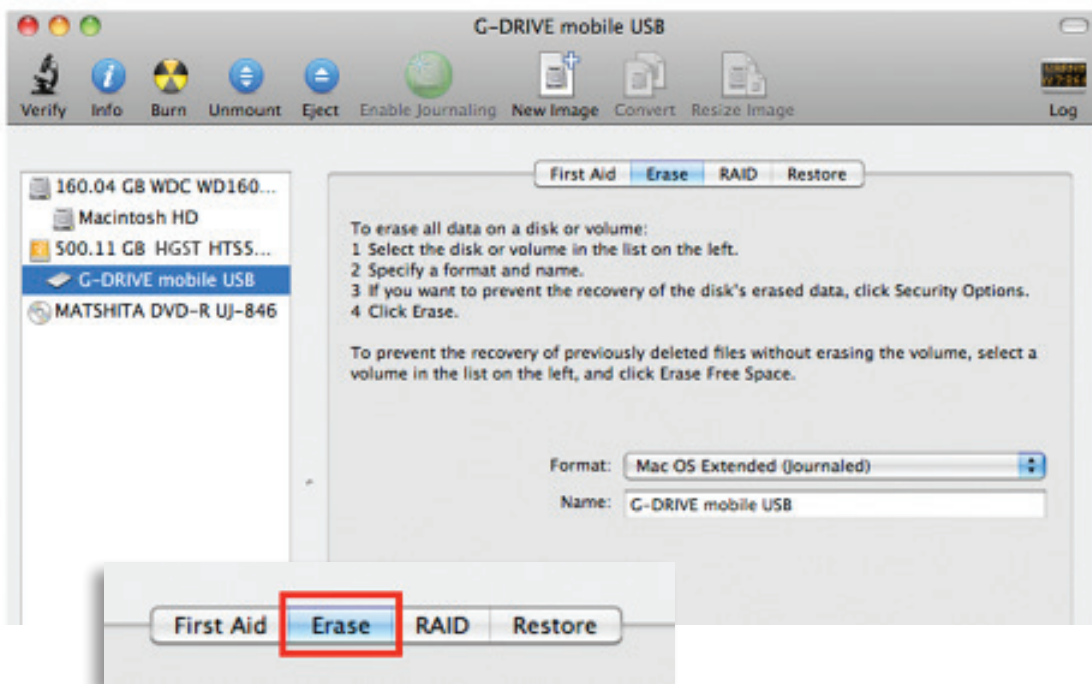 G-DRIVE mobile USB
Verify Info Burn Unmount Eject Enable Journaling New Image Convert Resize Image Log
160.04 GB WDC WD160...
Macintosh HD
500.11 GB HGST HTS5...
G-DRIVE mobile USB
MATSHITA DVD-R UJ-846
First Aid Erase RAID Restore
To erase all data on a disk or volume:
1 Select the disk or volume in the list on the left.
2 Specify a format and name.
3 If you want to prevent the recovery of the disk's erased data, click Security Options.
4 Click Erase.
To prevent the recovery of previously deleted files without erasing the volume, select a
volume in the list on the left, and click Erase Free Space.
Format: Mac OS Extended (Journaled)
Name: G-DRIVE mobile USB
First Aid Erase RAID Restore